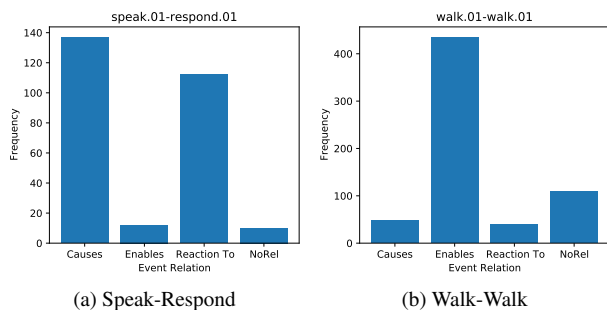 speak.01-respond.01
140
120
100
80
60
40
20
0
Frequency
Causes Enables Reaction To NoRel
Event Relation
(a) Speak-Respond
walk.01-walk.01
400
300
200
100
0
Frequency
Causes Enables Reaction To NoRel
Event Relation
(b) Walk-Walk